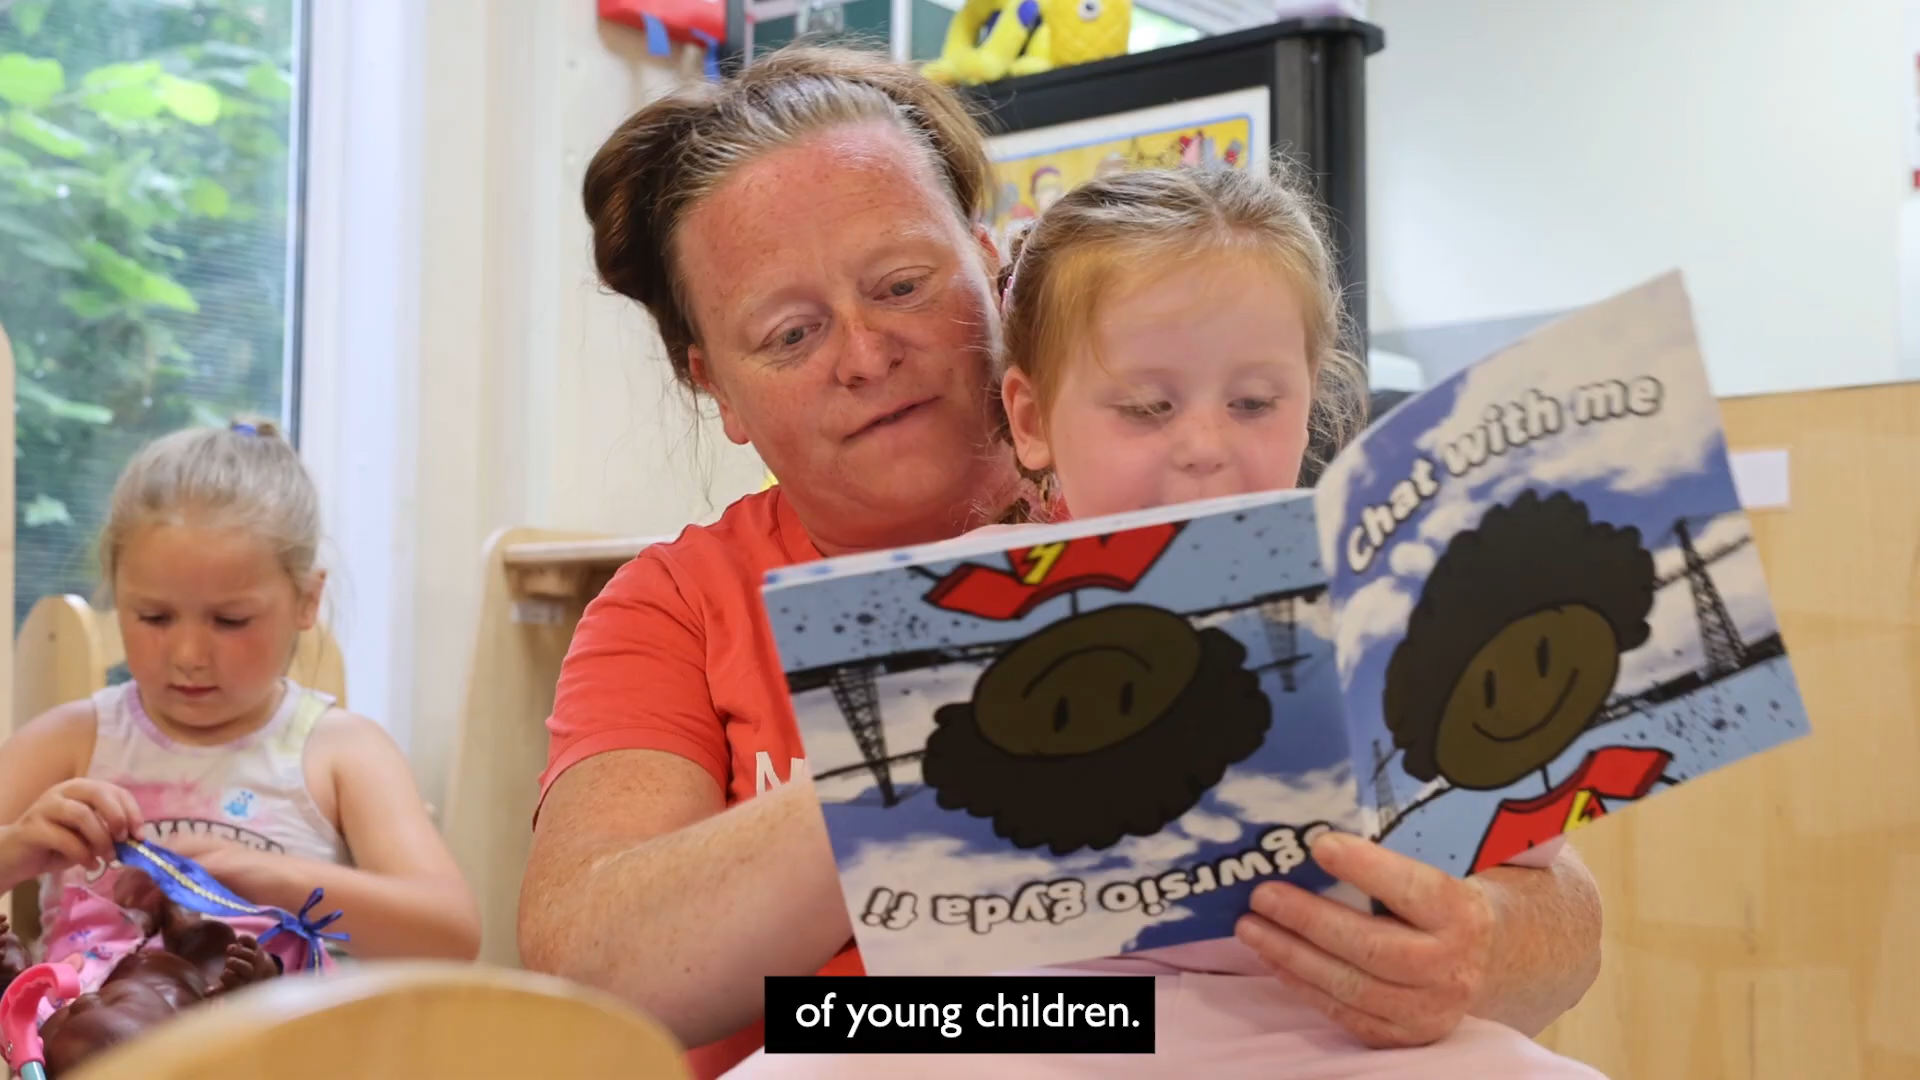 Chat with me
sgwrsio gyda fi
of young children.